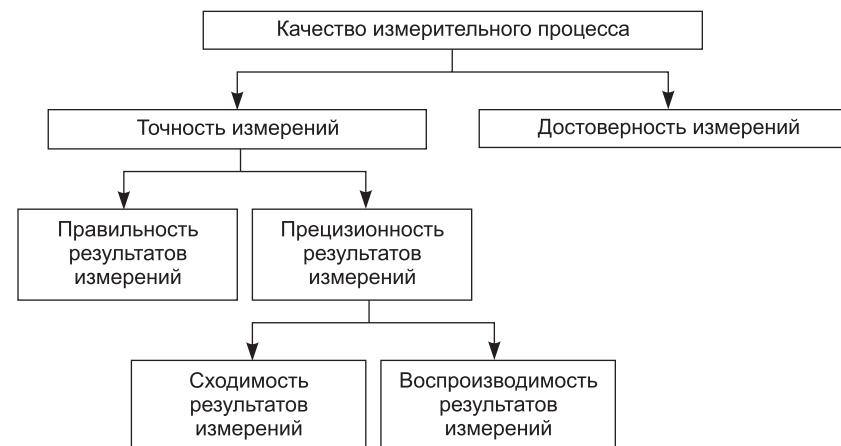 Качество измерительного процесса
Точность измерений
Достоверность измерений
Правильность
результатов
измерений
Прецизионность
результатов
измерений
Сходимость
результатов
измерений
Воспроизводимость
результатов
измерений